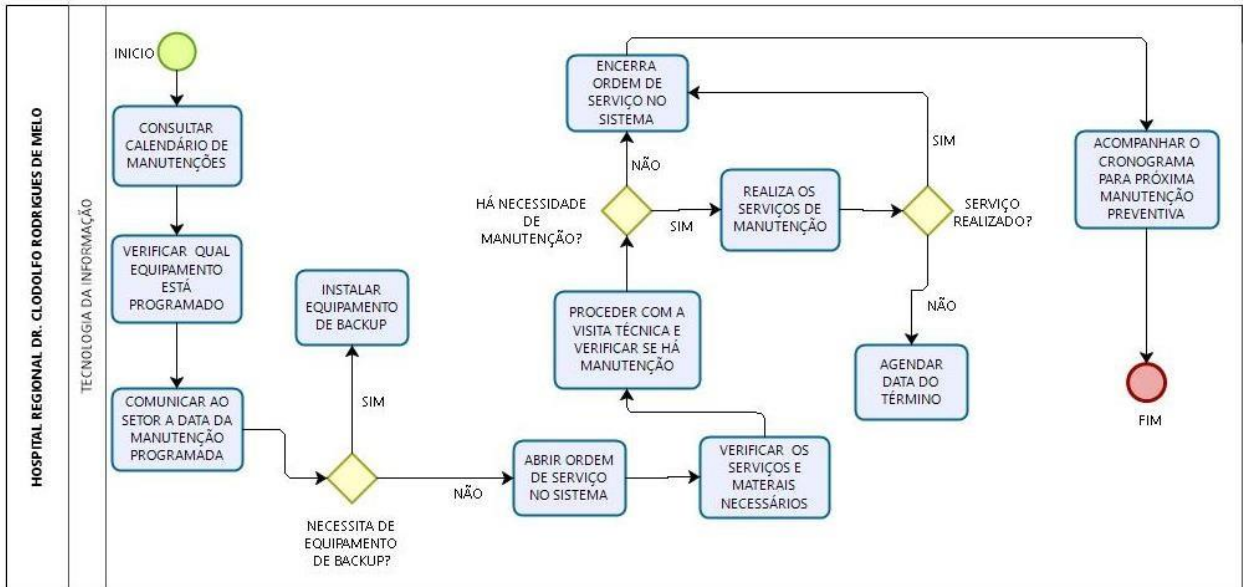 HOSPITAL REGIONAL DR. CLODOLFO RODRIGUES DE MELO
TECNOLOGIA DA INFORMAÇÃO
INICIO
CONSULTAR
CALENDÁRIO DE
MANUTENÇÕES
VERIFICAR QUAL
EQUIPAMENTO
ESTÁ
PROGRAMADO
COMUNICAR AO
SETOR A DATA DA
MANUTENÇÃO
PROGRAMADA
NECESSITA DE
EQUIPAMENTO
DE BACKUP?
SIM
INSTALAR
EQUIPAMENTO
DE BACKUP
NÃO
ABRIR ORDEM
DE SERVIÇO
NO SISTEMA
VERIFICAR OS
SERVIÇOS E
MATERAIS
NECESSÁRIOS
PROCEDER COM A
VISITA TÉCNICA E
VERIFICAR SE HÁ
MANUTENÇÃO
HÁ NECESSIDADE
DE
MANUTENÇÃO?
NÃO
ENCERRA
ORDEM DE
SERVIÇO NO
SISTEMA
SIM
REALIZA OS
SERVIÇOS DE
MANUTENÇÃO
SERVIÇO
REALIZADO?
SIM
NÃO
AGENDAR
DATA DO
TÉRMINO
ACOMPANHAR O
CRONOGRAMA
PARA PRÓXIMA
MANUTENÇÃO
PREVENTIVA
FIM